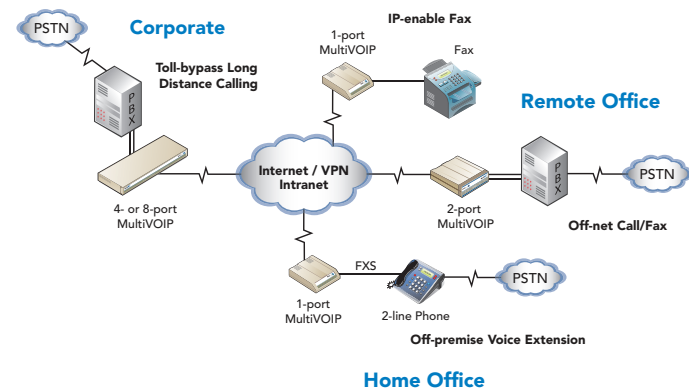 PSTN
Corporate
Toll-bypass Long
Distance Calling
PBX
4- or 8-port
MultiVOIP
IP-enable Fax
1-port
MultiVOIP
Fax
Internet / VPN
Intranet
Remote Office
2-port
MultiVOIP
PBX
PSTN
Off-net Call/Fax
1-port
MultiVOIP
FXS
2-line Phone
PSTN
Off-premise Voice Extension
Home Office